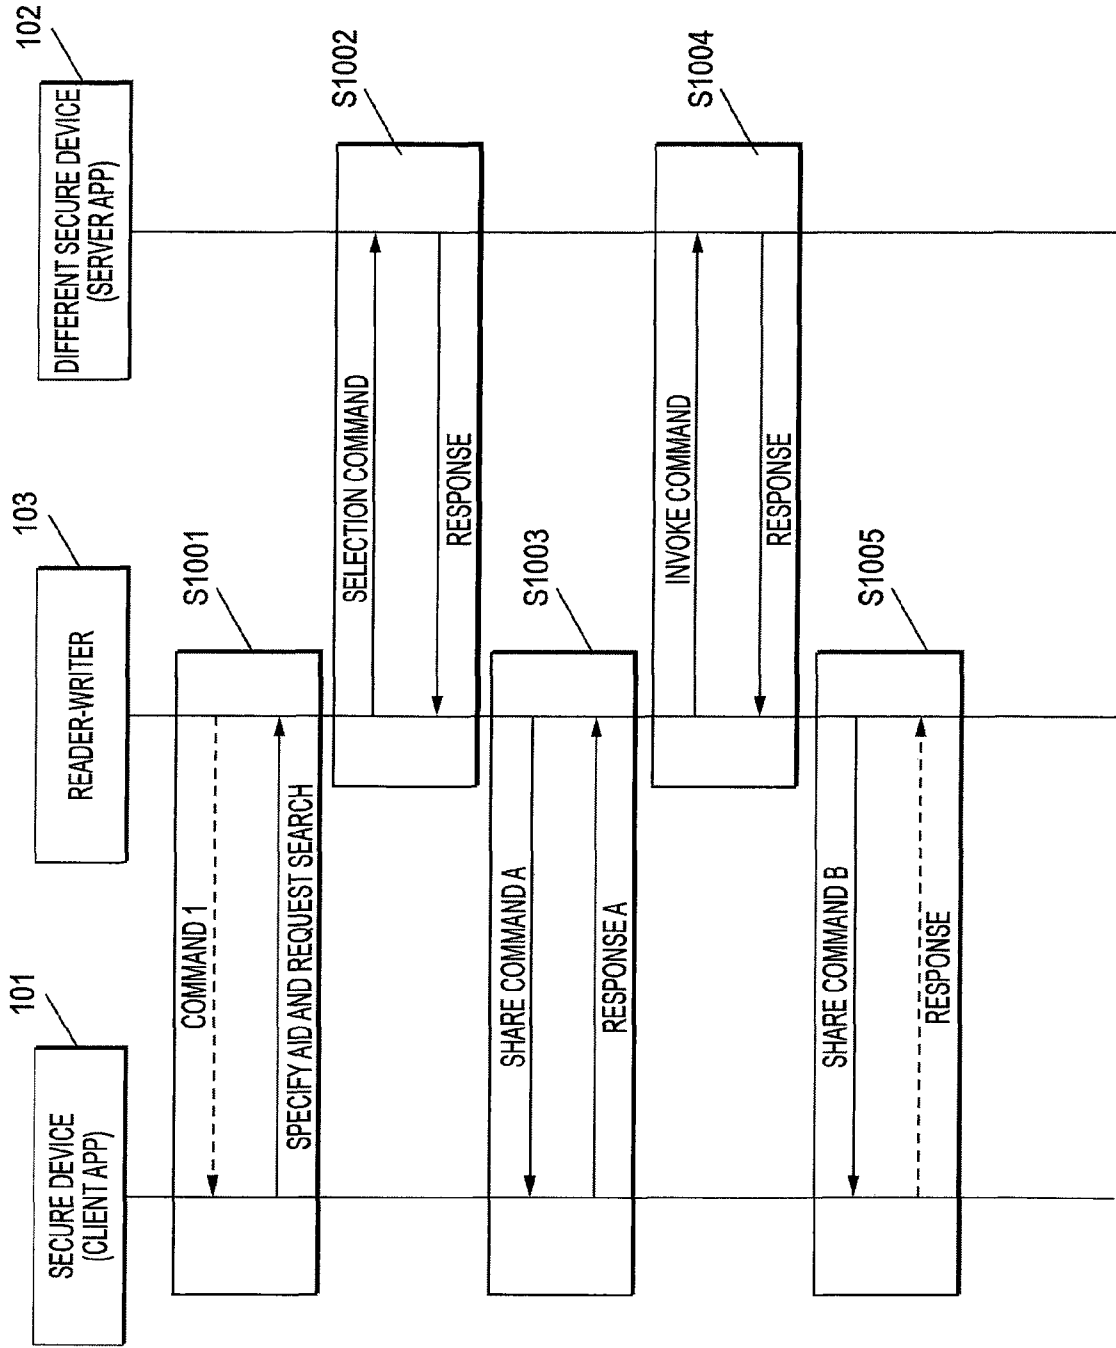 101
SECURE DEVICE
(CLIENT APP)
103
READER-WRITER
102
DIFFERENT SECURE DEVICE
(SERVER APP)
S1001
COMMAND 1
SPECIFY AID AND REQUEST SEARCH
S1002
SELECTION COMMAND
RESPONSE
S1003
SHARE COMMAND A
RESPONSE A
S1004
INVOKE COMMAND
RESPONSE
S1005
SHARE COMMAND B
RESPONSE